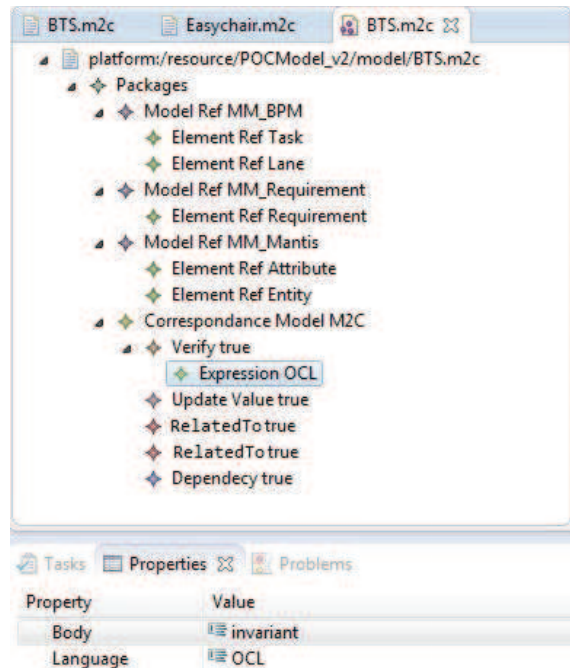 BTS.m2c Easychair.m2c BTS.m2c
platform:/resource/POCModel_v2/model/BTS.m2c
Packages
Model Ref MM_BPM
Element Ref Task
Element Ref Lane
Model Ref MM_Requirement
Element Ref Requirement
Model Ref MM_Mantis
Element Ref Attribute
Element Ref Entity
Correspondance Model M2C
Verify true
Expression OCL
Update Value true
RelatedTo true
RelatedTo true
Dependecy true
Tasks Properties Problems
Property Value
Body invariant
Language OCL